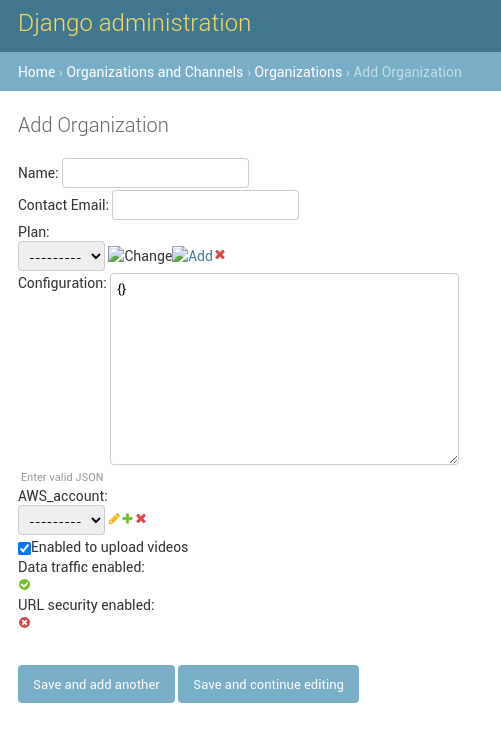 Django administration
Home › Organizations and Channels › Organizations › Add Organization
Add Organization
Name:
Contact Email:
Plan:
--------- Change Add
Configuration: {}
Enter valid JSON
AWS_account:
---------
Enabled to upload videos
Data traffic enabled:
URL security enabled:
Save and add another Save and continue editing